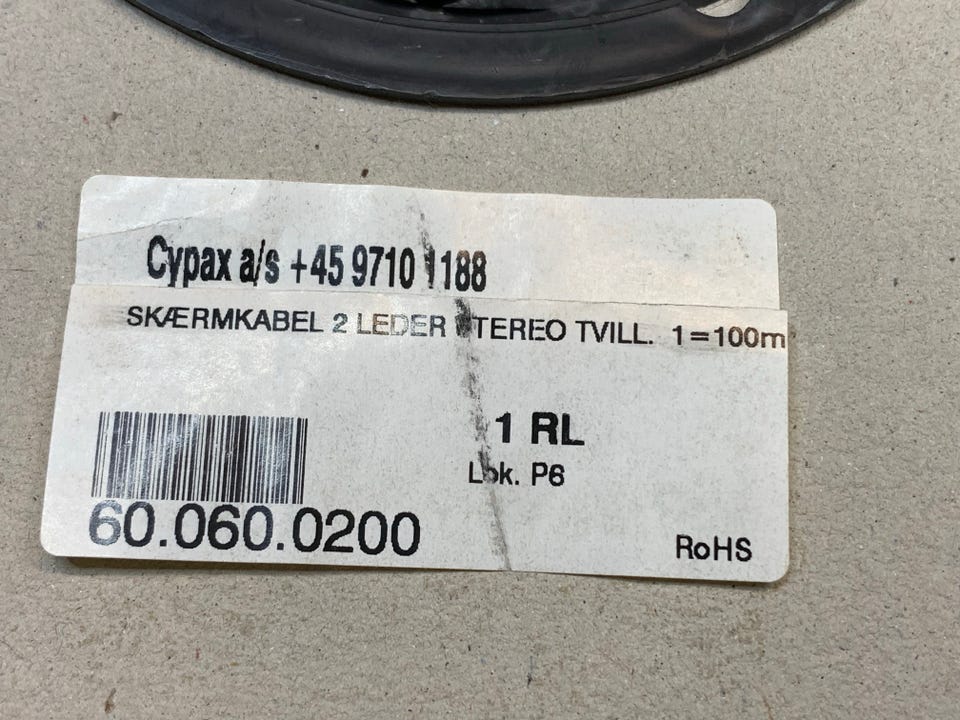 Cypax a/s +45 9710 1188
SKÆRMKABEL 2 LEDER STEREO TVILL. 1=100m
1 RL
Lok. P6
60.060.0200
RoHS